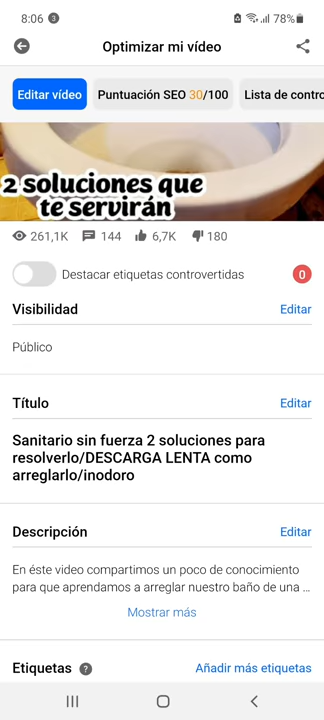 8:06 3 78%
Optimizar mi vídeo
Editar vídeo Puntuación SEO 30/100 Lista de contro
2 soluciones que
te servirán
261,1K 144 6,7K 180
Destacar etiquetas controvertidas 0
Visibilidad Editar
Público
Título Editar
Sanitario sin fuerza 2 soluciones para
resolverlo/DESCARGA LENTA como
arreglarlo/inodoro
Descripción Editar
En éste video compartimos un poco de conocimiento
para que aprendamos a arreglar nuestro baño de una ...
Mostrar más
Etiquetas ? Añadir más etiquetas